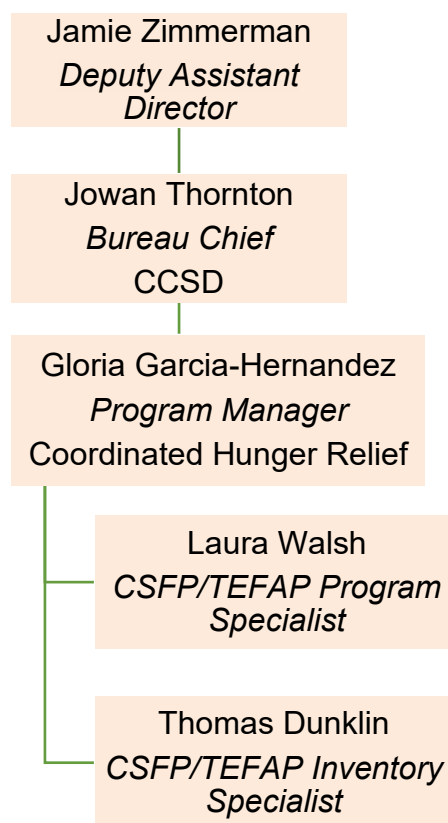 Jamie Zimmerman
Deputy Assistant
Director
Jowan Thornton
Bureau Chief
CCSD
Gloria Garcia-Hernandez
Program Manager
Coordinated Hunger Relief
Laura Walsh
CSFP/TEFAP Program
Specialist
Thomas Dunklin
CSFP/TEFAP Inventory
Specialist